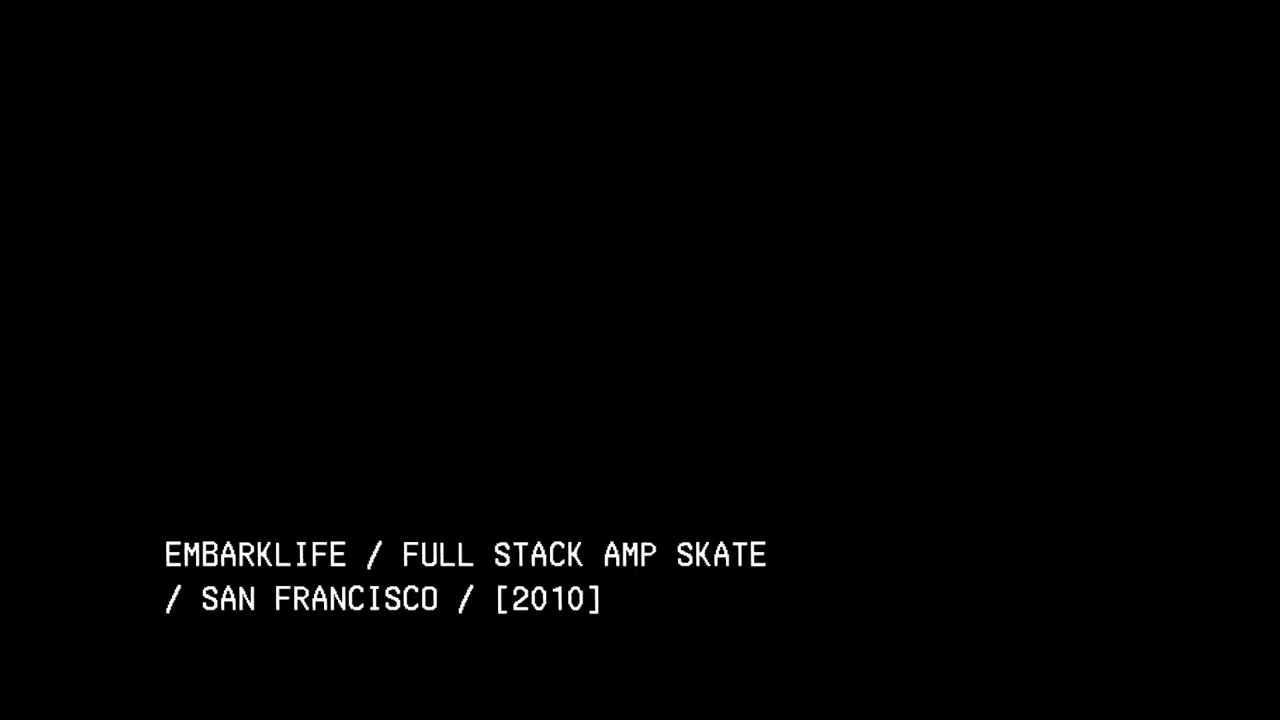 EMBARKLIFE / FULL STACK AMP SKATE
/ SAN FRANCISCO / [2010]